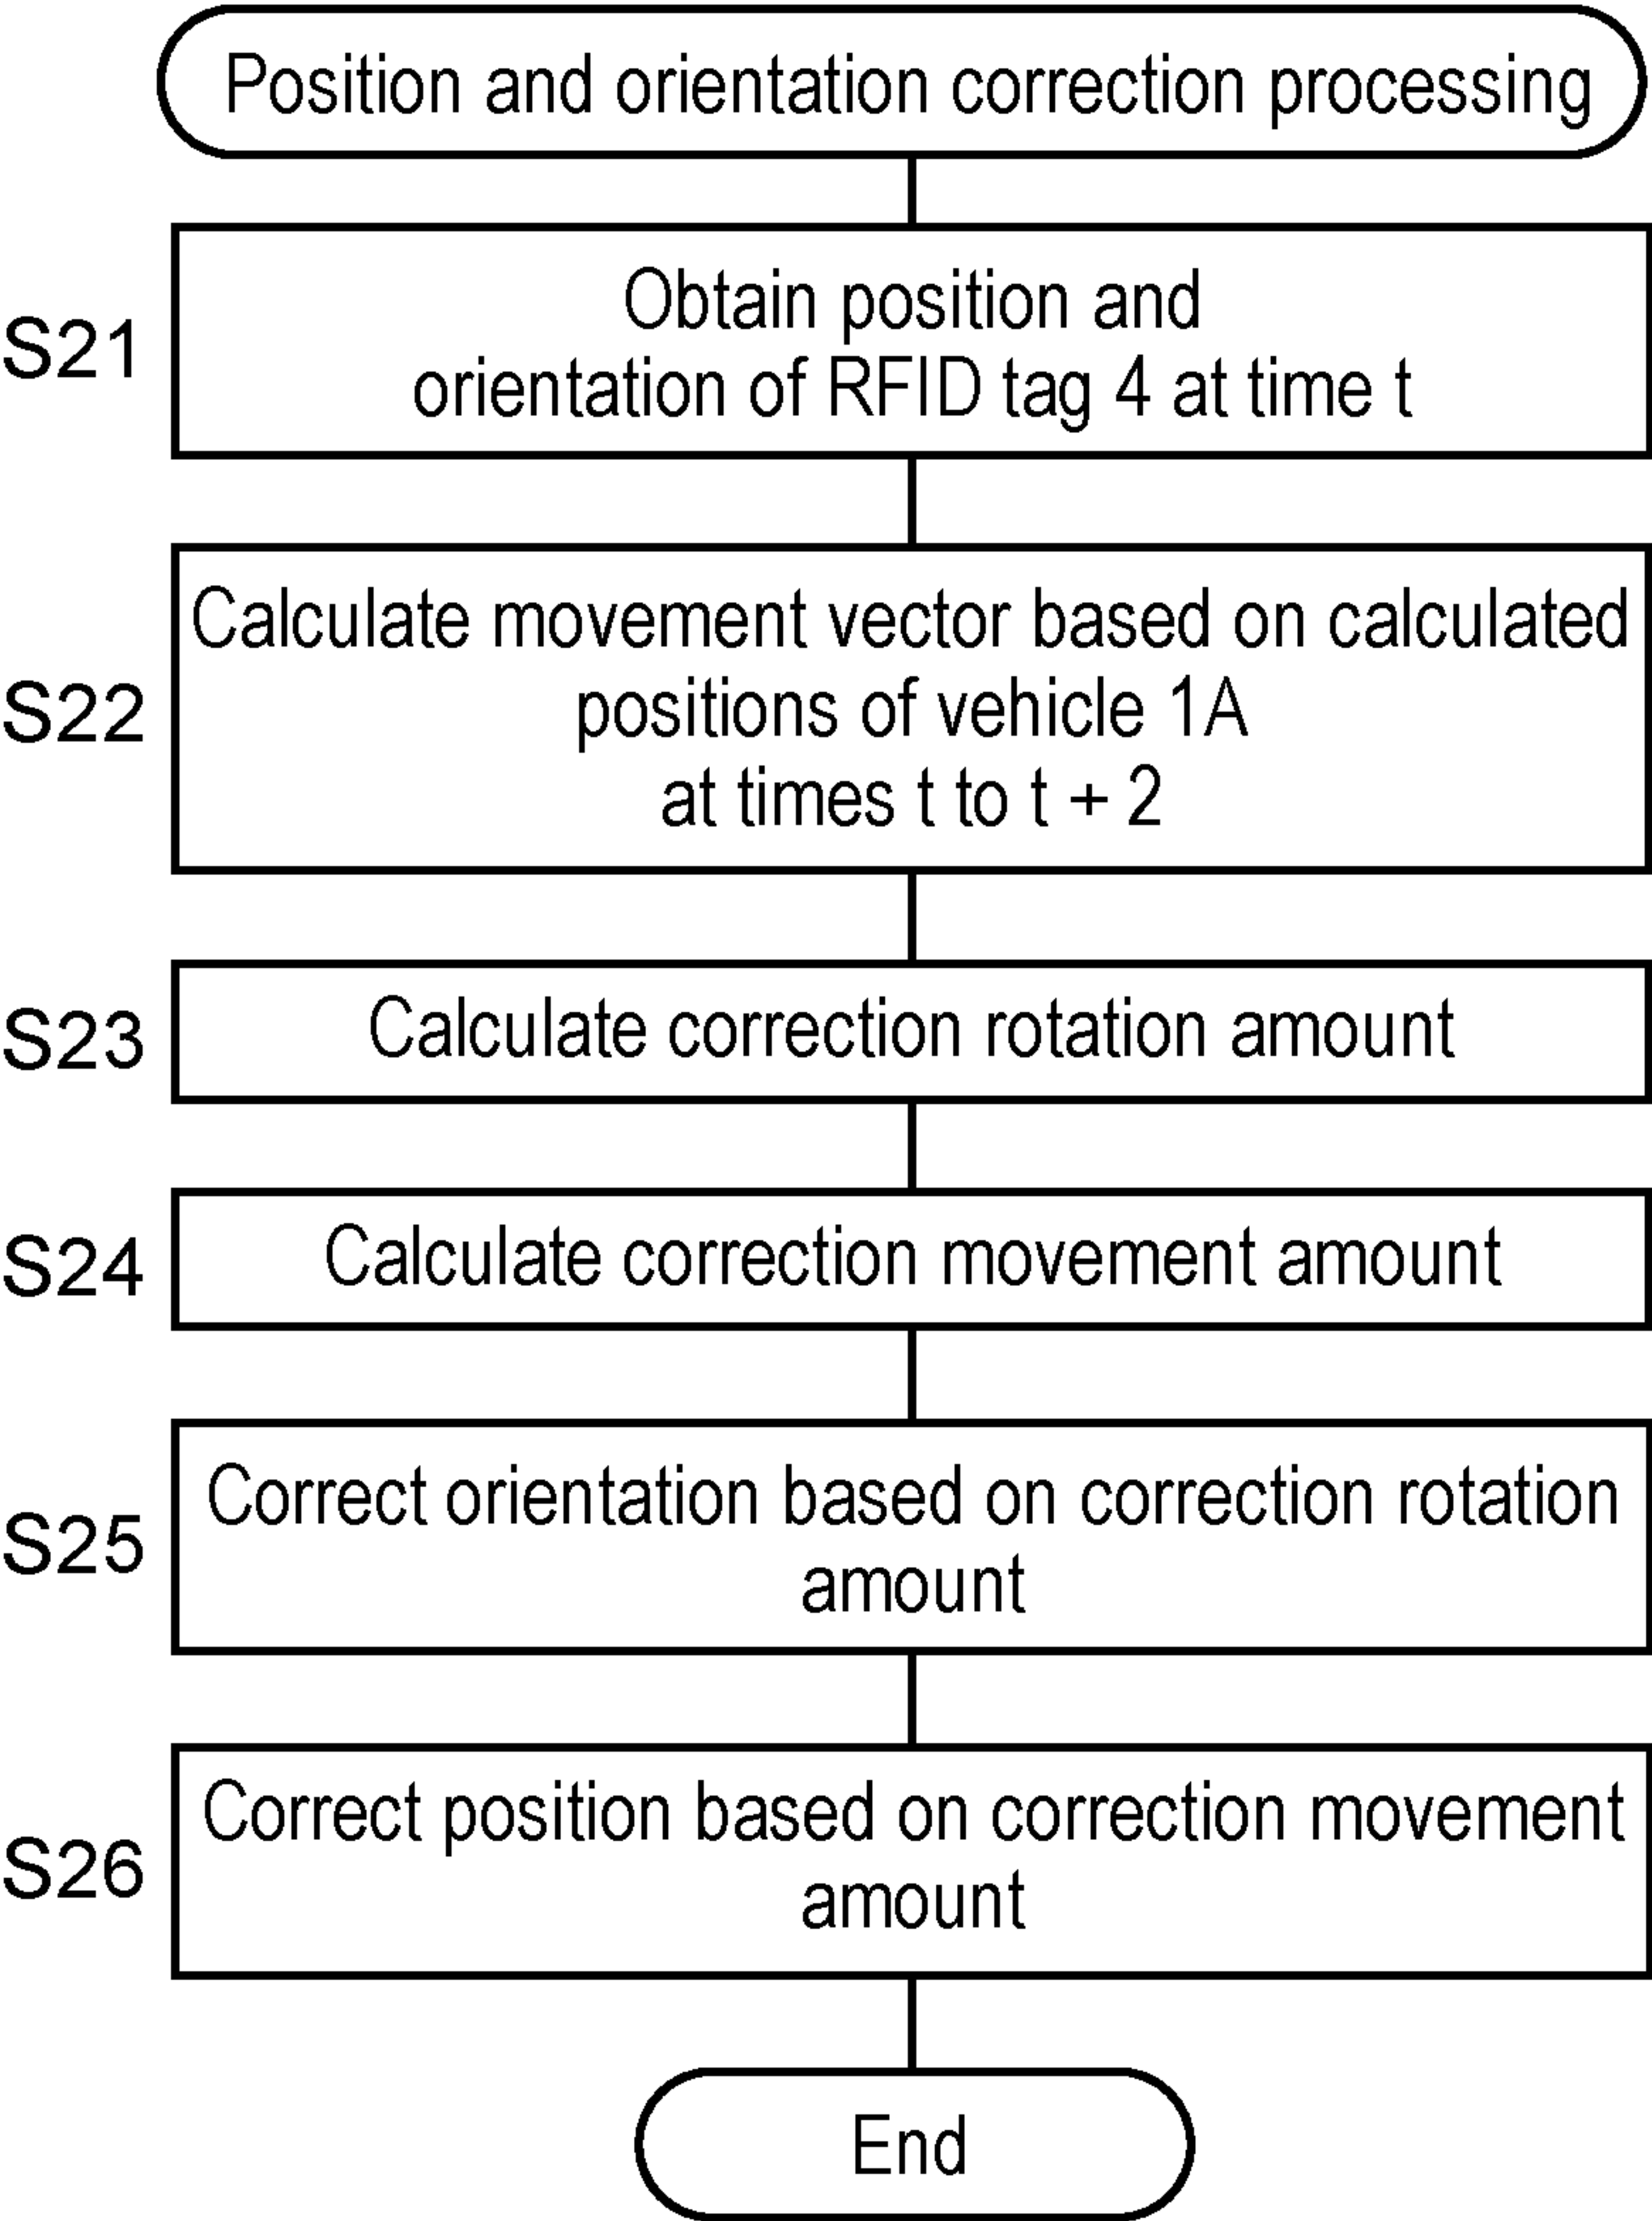 Position and orientation correction processing
S21
Obtain position and
orientation of RFID tag 4 at time t
S22
Calculate movement vector based on calculated
positions of vehicle 1A
at times t to t + 2
S23
Calculate correction rotation amount
S24
Calculate correction movement amount
S25
Correct orientation based on correction rotation
amount
S26
Correct position based on correction movement
amount
End